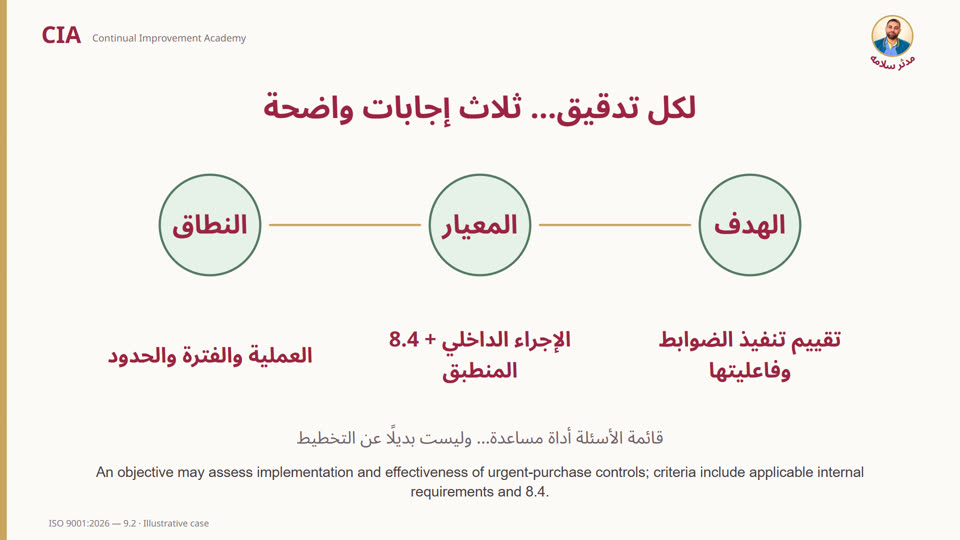 CIA Continual Improvement Academy
مدثر سلامه
لكل تدقيق... ثلاث إجابات واضحة
الهدف
المعيار
النطاق
تقييم تنفيذ الضوابط
وفاعليتها
الإجراء الداخلي + 8.4
المنطبق
العملية والفترة والحدود
قائمة الأسئلة أداة مساعدة... وليست بديلًا عن التخطيط
An objective may assess implementation and effectiveness of urgent-purchase controls; criteria include applicable internal
requirements and 8.4.
ISO 9001:2026 — 9.2 · Illustrative case